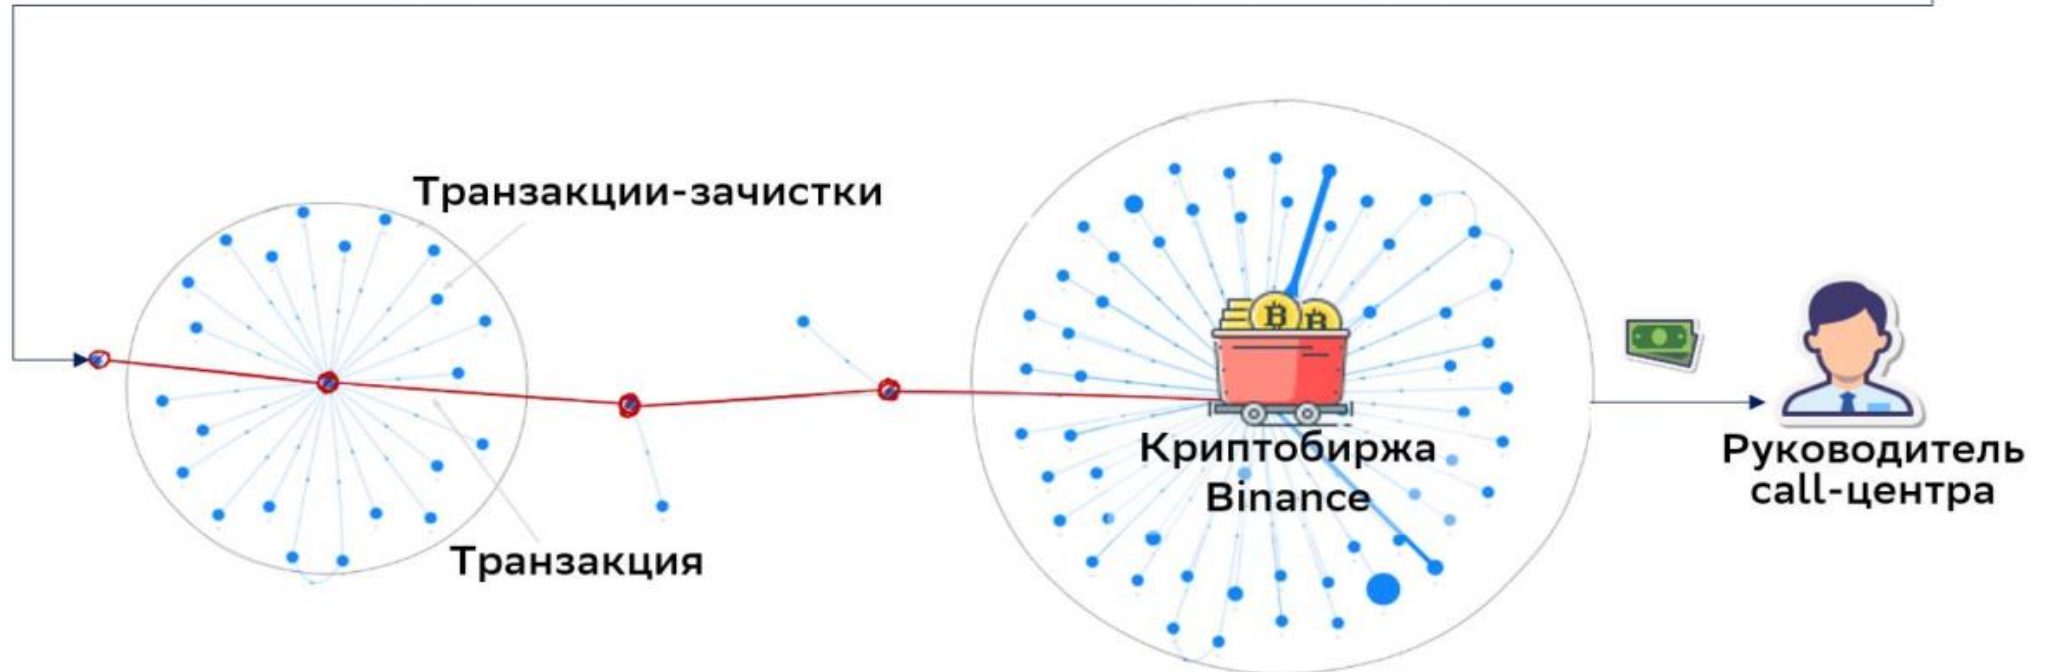 Транзакции-зачистки
Криптобиржа
Binance
Руководитель
call-центра
Транзакция